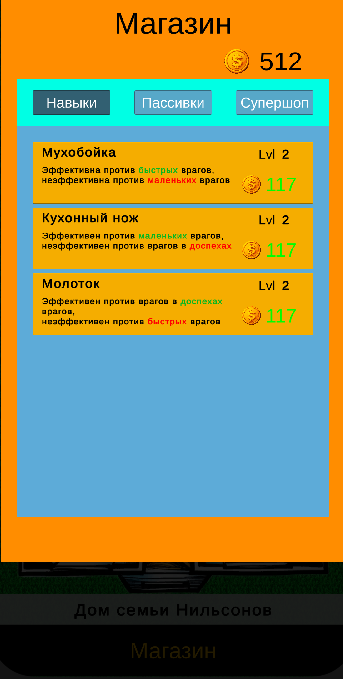 Магазин
512
Навыки Пассивки Супершоп
Мухобойка
Lvl 2
Эффективна против быстрых врагов,
неэффективна против маленьких врагов
117
Кухонный нож
Lvl 2
Эффективен против маленьких врагов,
неэффективен против врагов в доспехах
117
Молоток
Lvl 2
Эффективен против врагов в доспехах
врагов,
неэффективен против быстрых врагов
117
Дом семьи Нильсонов
Магазин